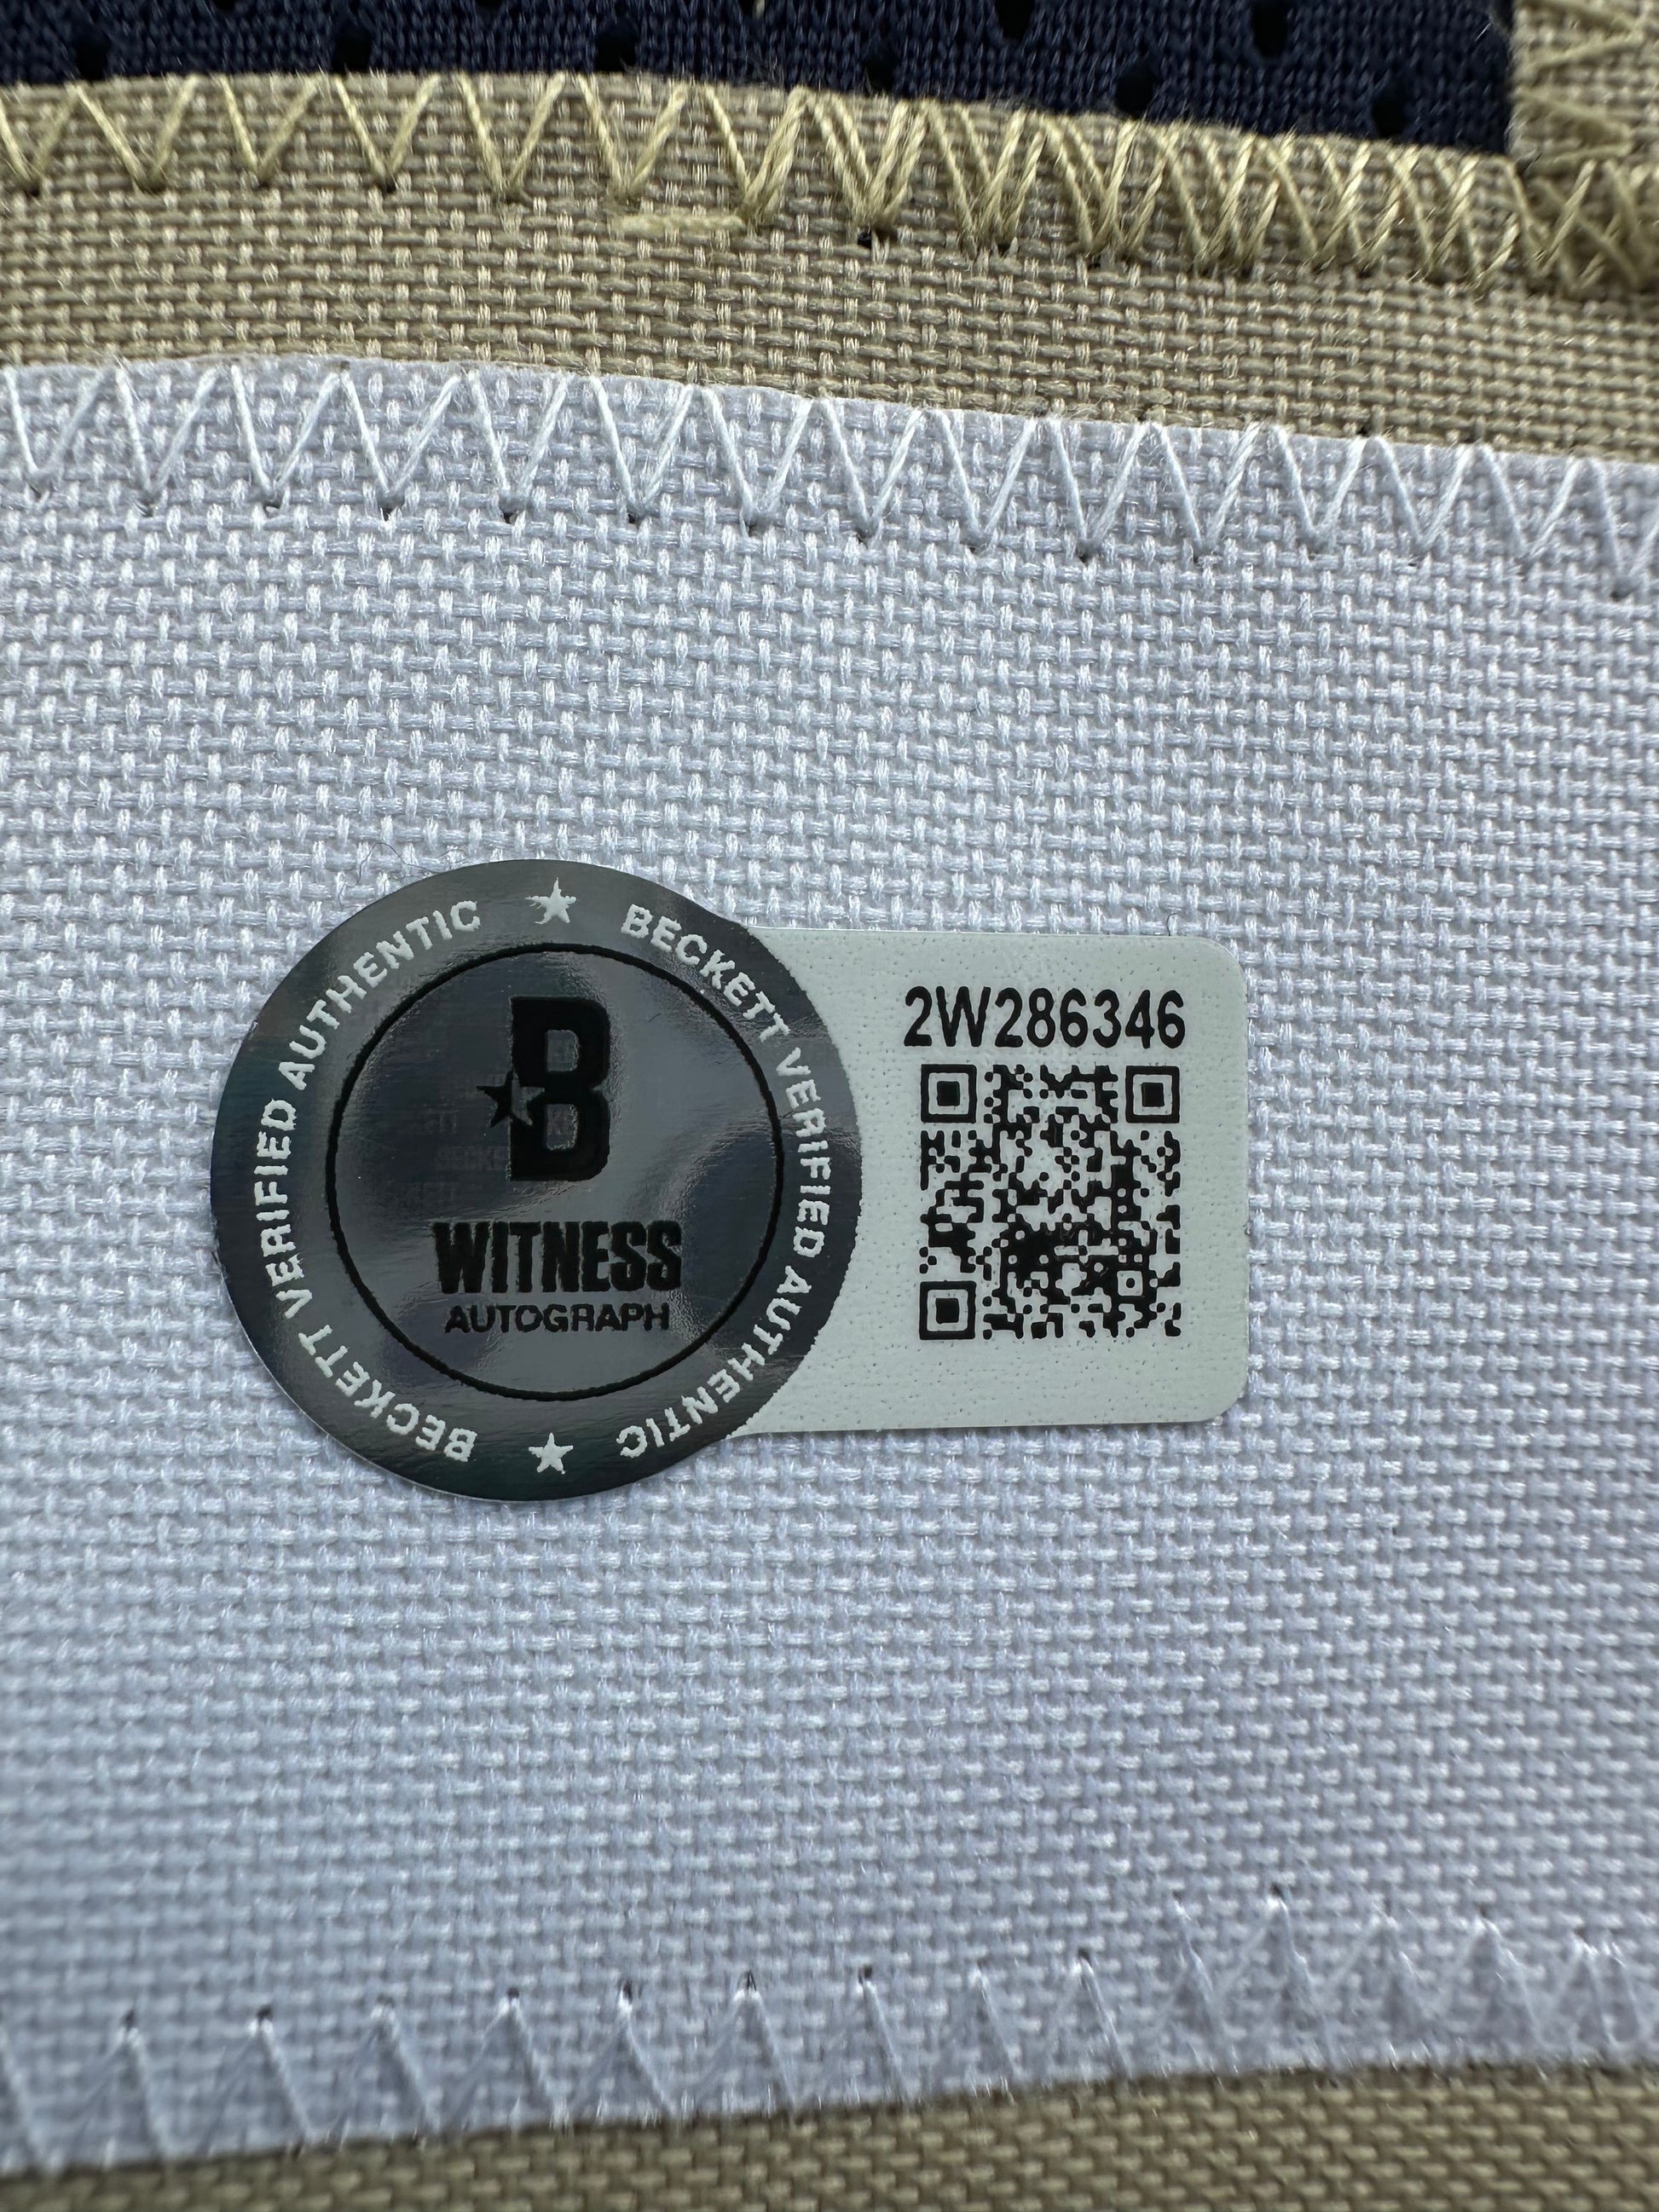 BECKETT VERIFIED AUTHENTIC ★ BECKETT VERIFIED AUTHENTIC ★
B
WITNESS
AUTOGRAPH
2W286346